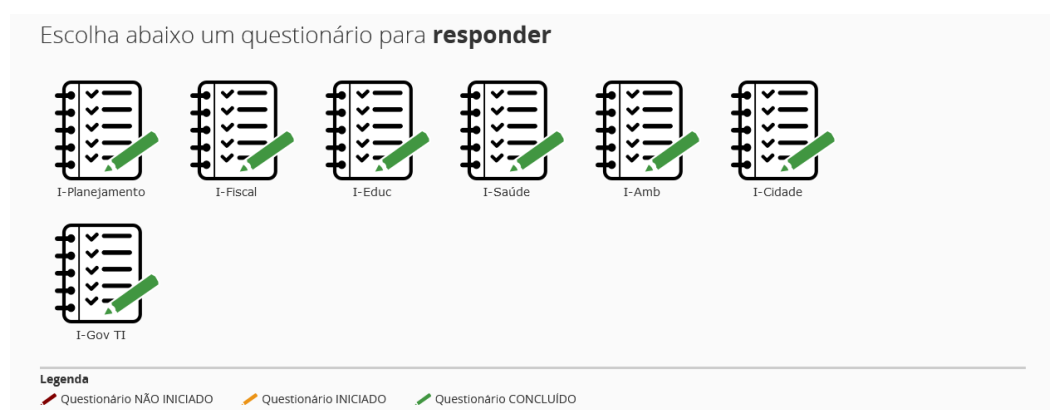 Escolha abaixo um questionário para responder
I-Planejamento I-Fiscal I-Educ I-Saúde I-Amb I-Cidade
I-Gov TI
Legenda
Questionário NÃO INICIADO Questionário INICIADO Questionário CONCLUÍDO